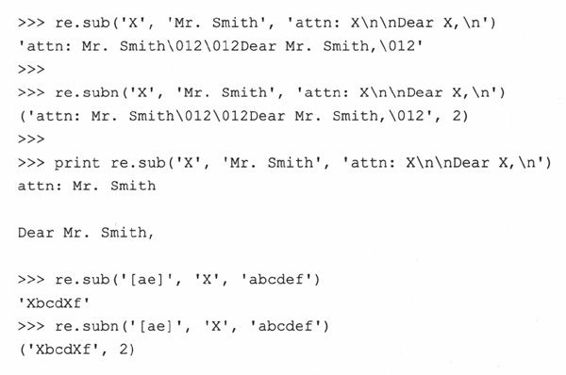 >>> re.sub('X', 'Mr. Smith', 'attn: X\n\nDear X,\n')
'attn: Mr. Smith\012\012Dear Mr. Smith,\012'
>>>
>>> re.subn('X', 'Mr. Smith', 'attn: X\n\nDear X,\n')
('attn: Mr. Smith\012\012Dear Mr. Smith,\012', 2)
>>>
>>> print re.sub('X', 'Mr. Smith', 'attn: X\n\nDear X,\n')
attn: Mr. Smith

Dear Mr. Smith,

>>> re.sub('[ae]', 'X', 'abcdef')
'XbcdXf'
>>> re.subn('[ae]', 'X', 'abcdef')
('XbcdXf', 2)